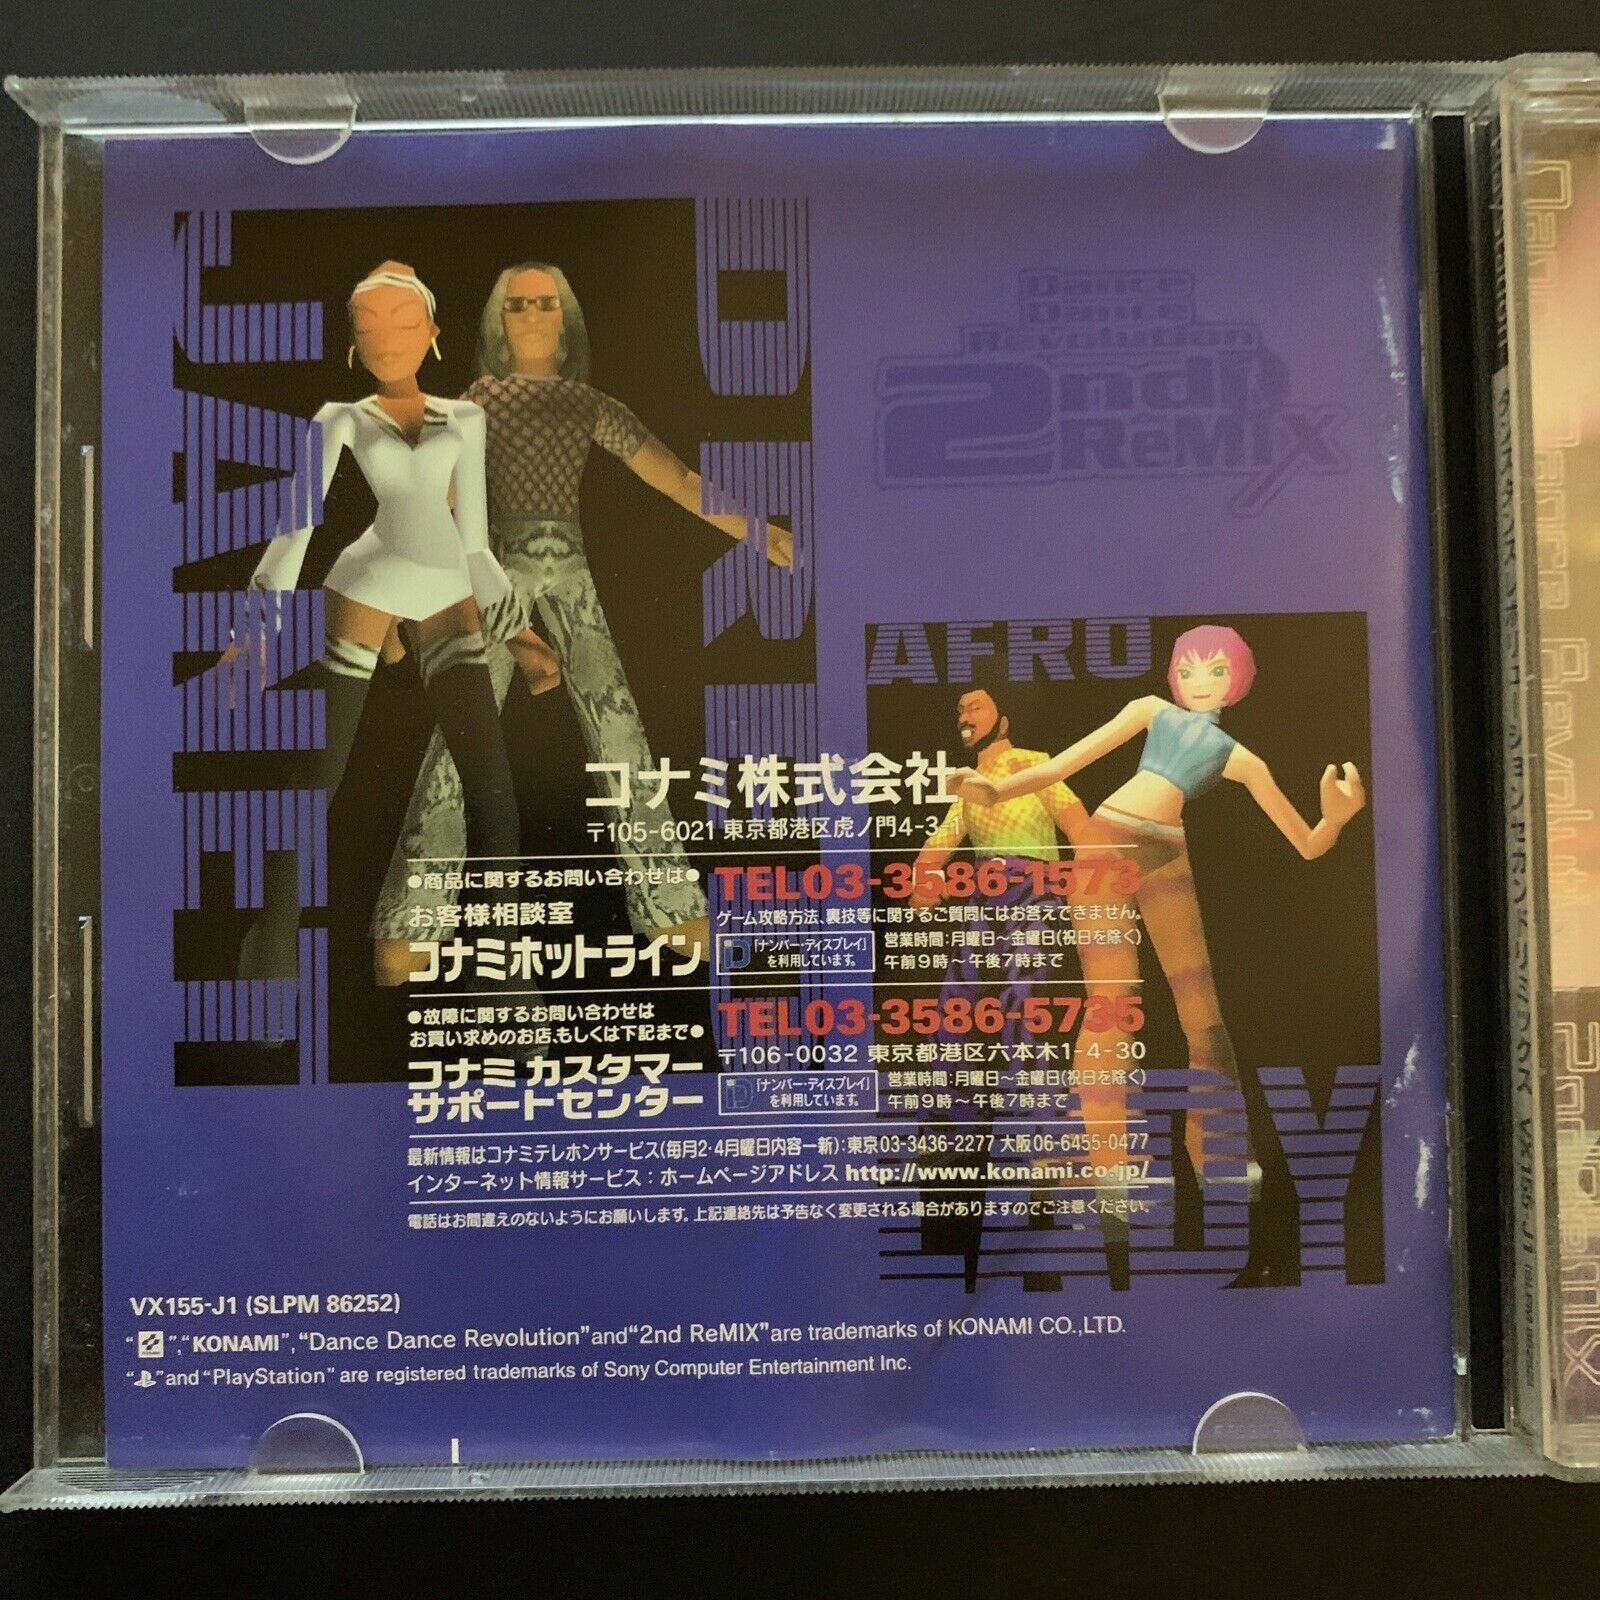 JANET
DREAD
Dance
Dance
Revolution
2nd
ReMIX
AFRO
LADY
コナミ株式会社
〒105-6021 東京都港区虎ノ門4-3-1
●商品に関するお問い合わせは●
お客様相談室
コナミホットライン
TEL03-3586-1573
ゲーム攻略方法、裏技等に関するご質問にはお答えできません。
「ナンバー・ディスプレイ」
を利用しています。
営業時間:月曜日〜金曜日(祝日を除く)
午前9時〜午後7時まで
●故障に関するお問い合わせは
お買い求めのお店、もしくは下記まで●
コナミ カスタマー
サポートセンター
TEL03-3586-5735
〒106-0032 東京都港区六本木1-4-30
「ナンバー・ディスプレイ」
を利用しています。
営業時間:月曜日〜金曜日(祝日を除く)
午前9時〜午後7時まで
最新情報はコナミテレホンサービス(毎月2・4月曜日内容一新):東京03-3436-2277 大阪06-6455-0477
インターネット情報サービス:ホームページアドレス http://www.konami.co.jp/
電話はお間違えのないようにお願いします。上記連絡先は予告なく変更される場合がありますのでご注意ください。
VX155-J1 (SLPM 86252)
“ ”,“KONAMI”,“Dance Dance Revolution”and“2nd ReMIX”are trademarks of KONAMI CO.,LTD.
“ ”and “PlayStation” are registered trademarks of Sony Computer Entertainment Inc.
Dance Dance Revolution 2nd ReMIX
VX155-J1